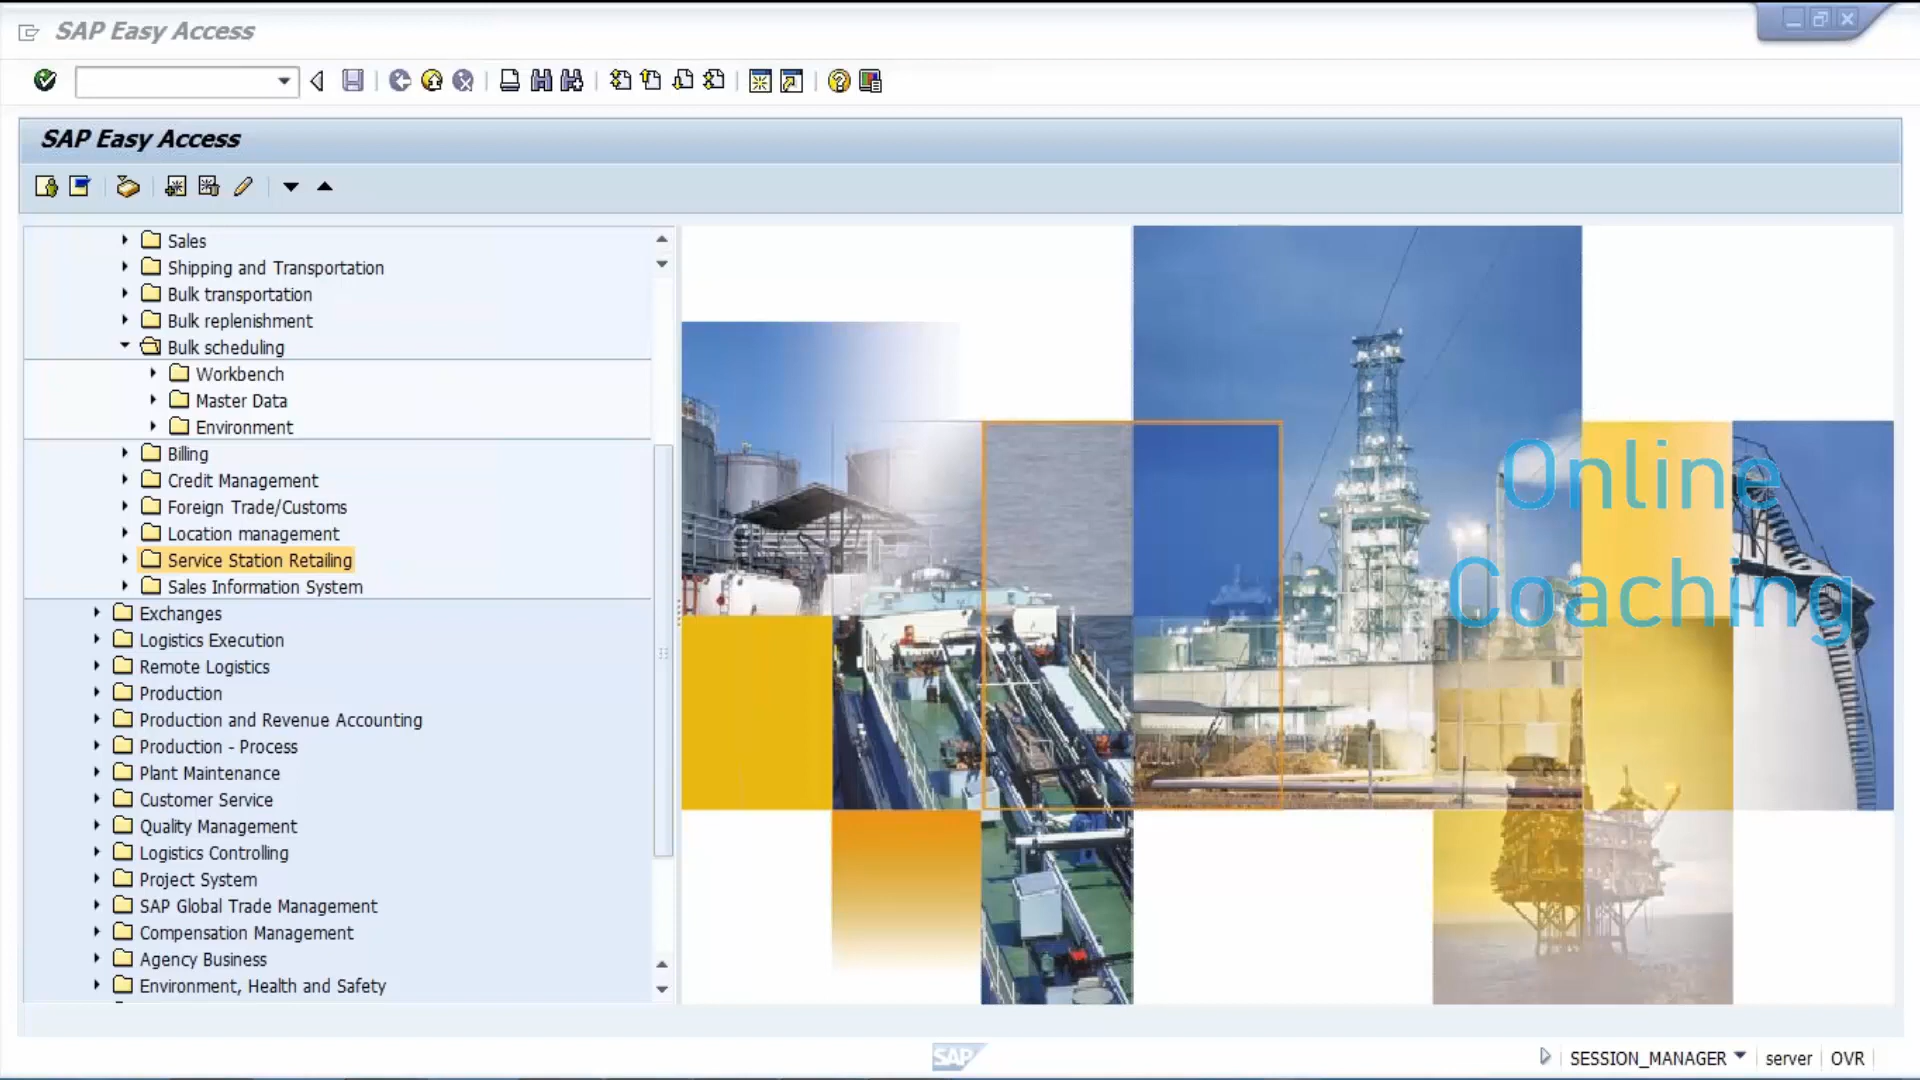 SAP Easy Access
SAP Easy Access
Sales
Shipping and Transportation
Bulk transportation
Bulk replenishment
Bulk scheduling
Workbench
Master Data
Environment
Billing
Credit Management
Foreign Trade/Customs
Location management
Service Station Retailing
Sales Information System
Exchanges
Logistics Execution
Remote Logistics
Production
Production and Revenue Accounting
Production - Process
Plant Maintenance
Customer Service
Quality Management
Logistics Controlling
Project System
SAP Global Trade Management
Compensation Management
Agency Business
Environment, Health and Safety
Online
Coaching
SAP
SESSION_MANAGER server OVR